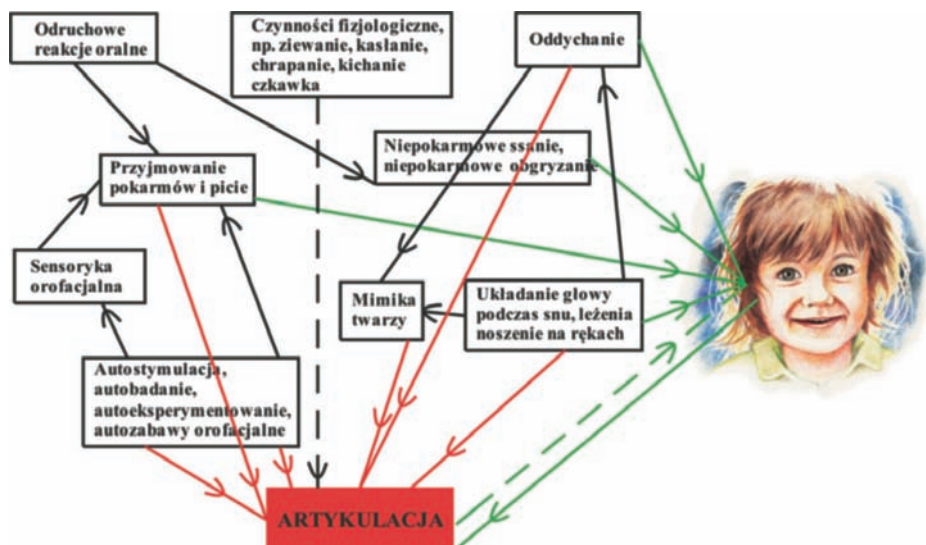 Odruchowe
reakcje oralne
Czynności fizjologiczne,
np. ziewanie, kasłanie,
chrapanie, kichanie
czkawka
Oddychanie
Niepokarmowe ssanie,
niepokarmowe obgryzanie
Przyjmowanie
pokarmów i picie
Sensoryka
orofacjalna
Mimika
twarzy
Układanie głowy
podczas snu, leżenia
noszenie na rękach
Autostymulacja,
autobadanie,
autoeksperymentowanie,
autozabawy orofacjalne
ARTYKULACJA